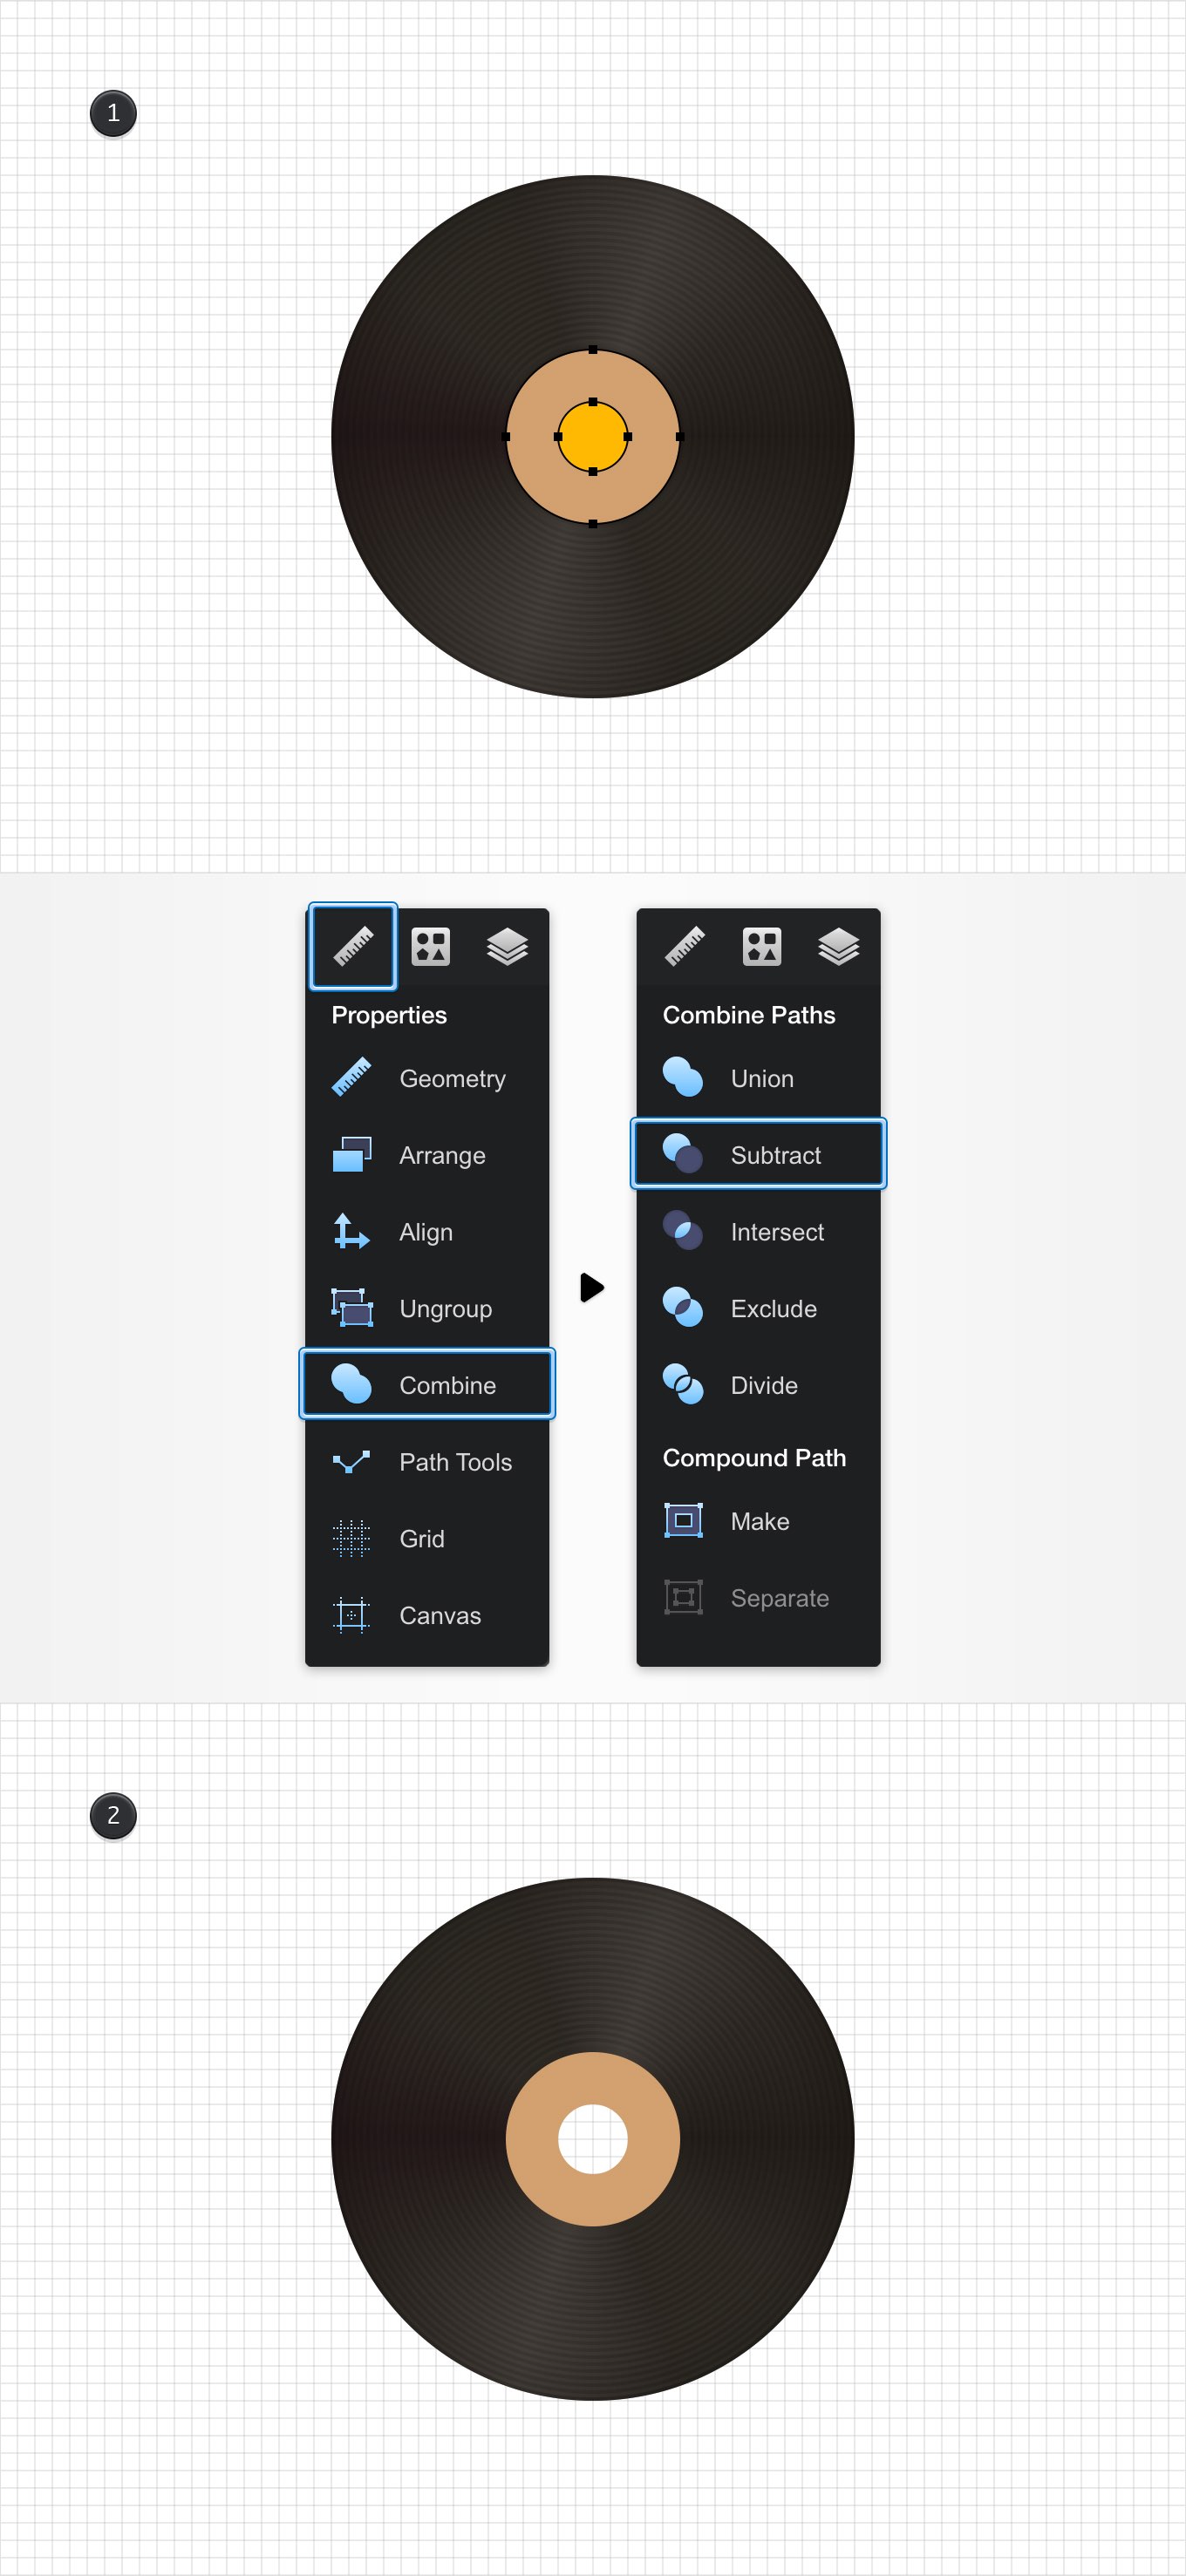 1
Properties
Geometry
Arrange
Align
Ungroup
Combine
Path Tools
Grid
Canvas
Combine Paths
Union
Subtract
Intersect
Exclude
Divide
Compound Path
Make
Separate
2